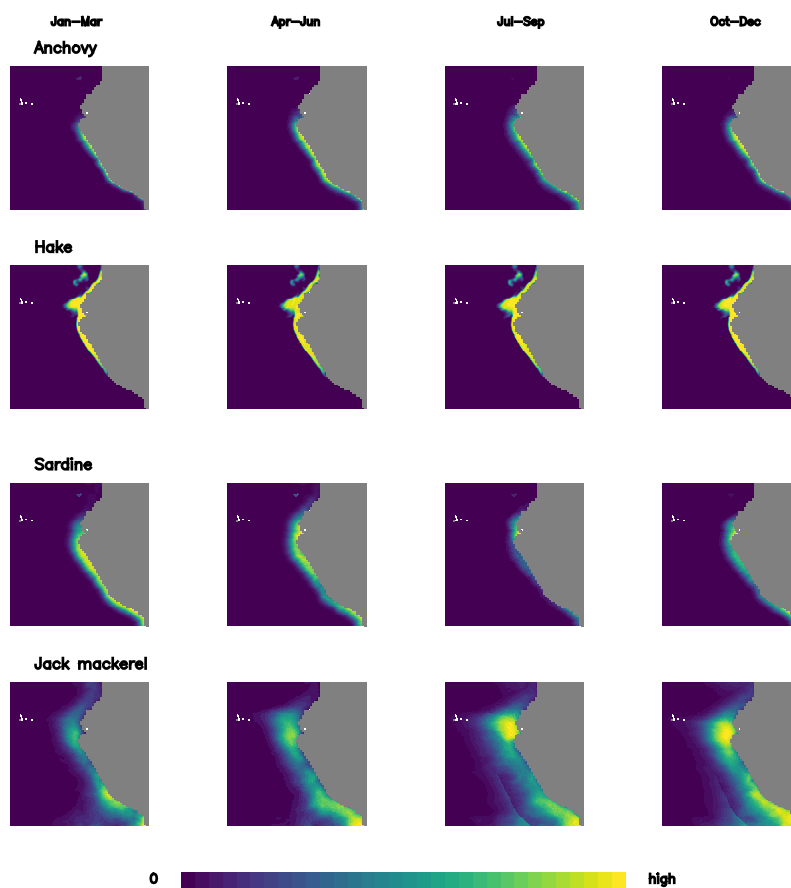 Jan–Mar Apr–Jun Jul–Sep Oct–Dec
Anchovy
Hake
Sardine
Jack mackerel
0 high